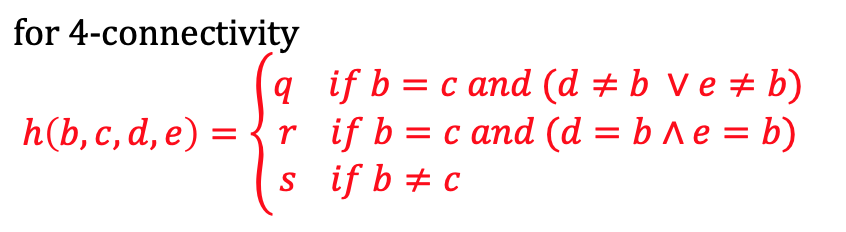 for 4-connectivity
h(b, c, d, e) = { q if b = c and (d ≠ b ∨ e ≠ b)
r if b = c and (d = b ∧ e = b)
s if b ≠ c